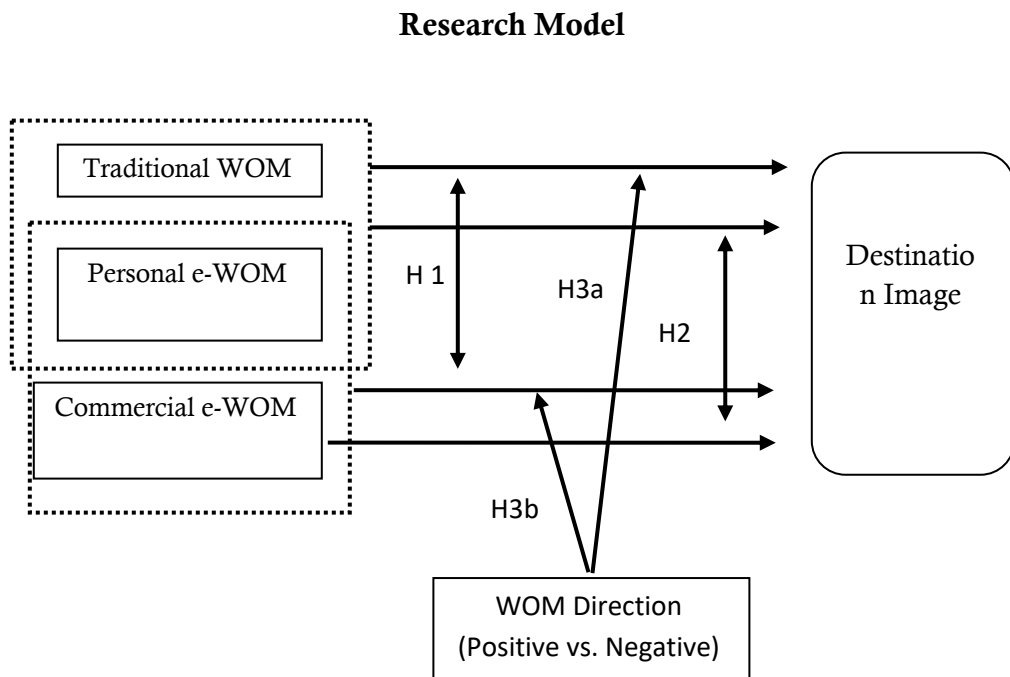 Research Model
Traditional WOM
Personal e-WOM
Commercial e-WOM
H 1
H3a
H2
H3b
Destinatio
n Image
WOM Direction
(Positive vs. Negative)